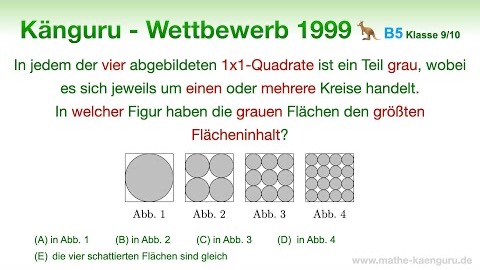 Känguru - Wettbewerb 1999 B5 Klasse 9/10
In jedem der vier abgebildeten 1x1-Quadrate ist ein Teil grau, wobei
es sich jeweils um einen oder mehrere Kreise handelt.
In welcher Figur haben die grauen Flächen den größten
Flächeninhalt?
Abb. 1 Abb. 2 Abb. 3 Abb. 4
(A) in Abb. 1 (B) in Abb. 2 (C) in Abb. 3 (D) in Abb. 4
(E) die vier schattierten Flächen sind gleich
www.mathe-kaenguru.de